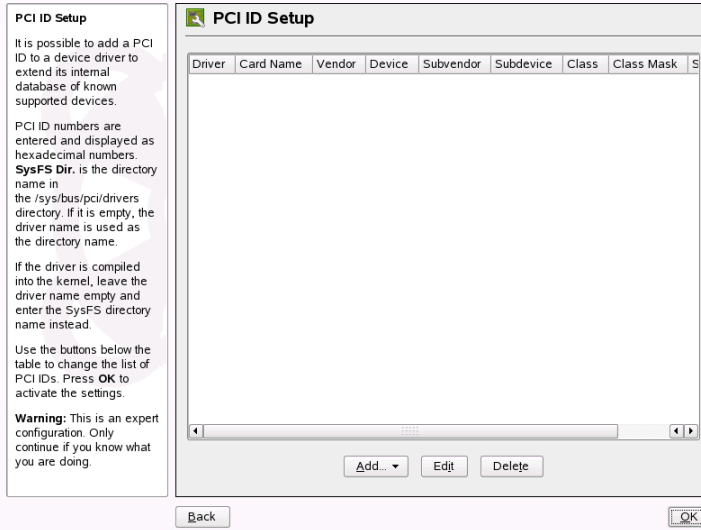 PCI ID Setup
It is possible to add a PCI
ID to a device driver to
extend its internal
database of known
supported devices.
PCI ID numbers are
entered and displayed as
hexadecimal numbers.
SysFS Dir. is the directory
name in
the /sys/bus/pci/drivers
directory. If it is empty, the
driver name is used as
the directory name.
If the driver is compiled
into the kernel, leave the
driver name empty and
enter the SysFS directory
name instead.
Use the buttons below the
table to change the list of
PCI IDs. Press OK to
activate the settings.
Warning: This is an expert
configuration. Only
continue if you know what
you are doing.
PCI ID Setup
Driver Card Name Vendor Device Subvendor Subdevice Class Class Mask S
Add... Edit Delete
Back OK